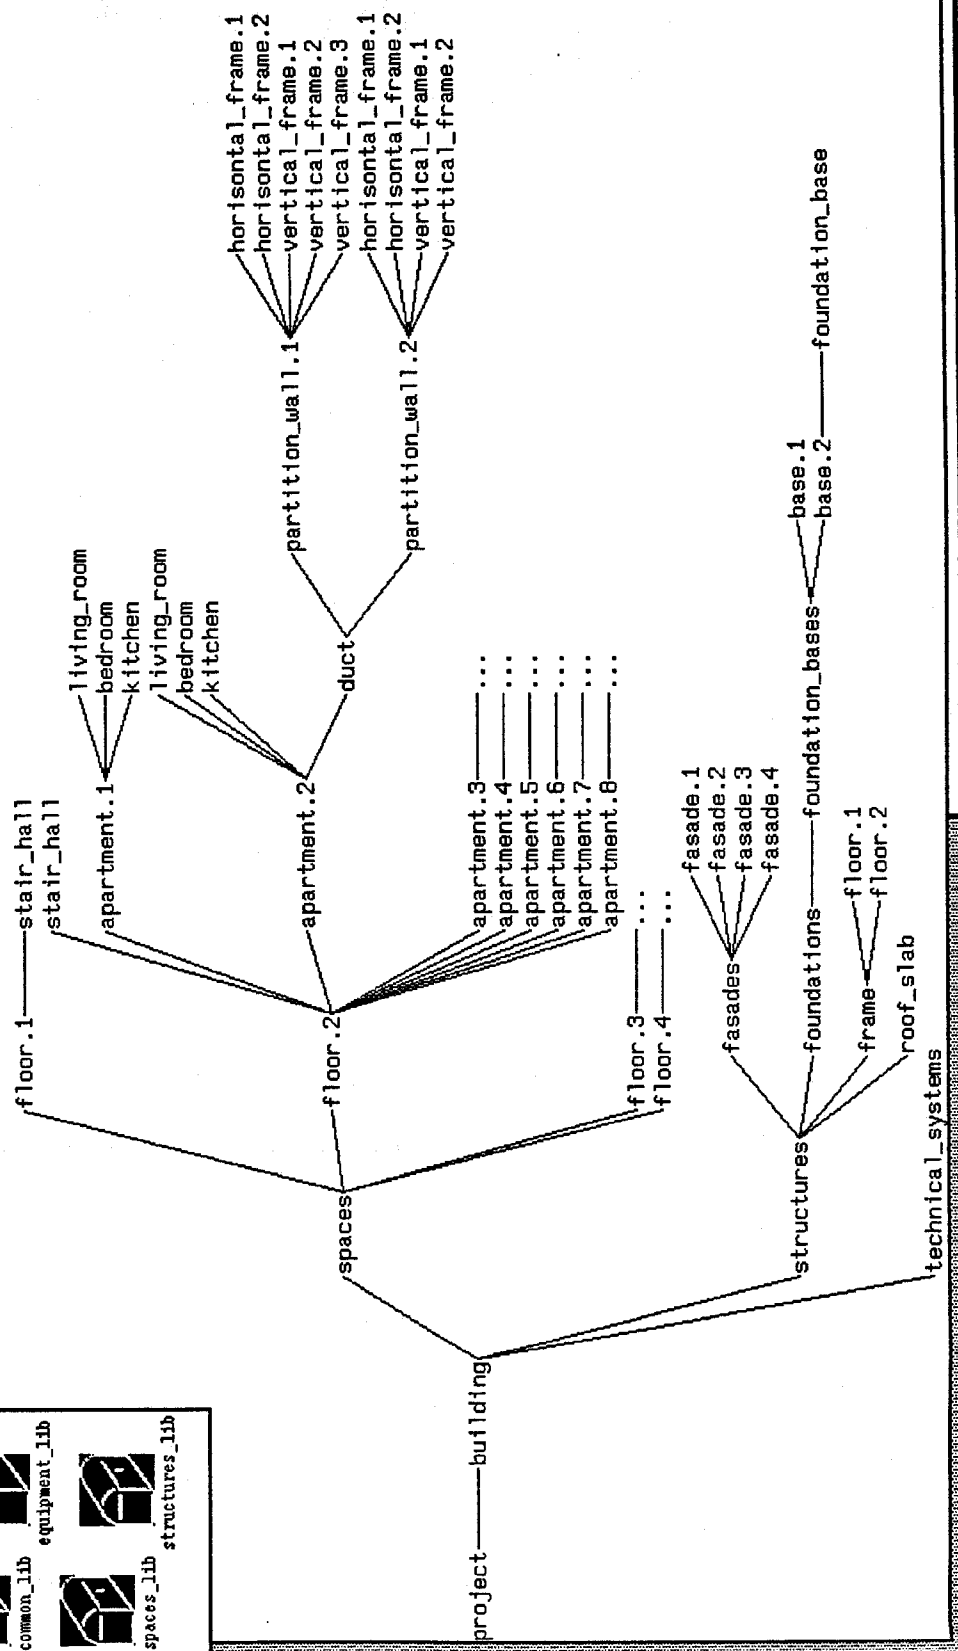 common_lib
equipment_lib
spaces_lib
structures_lib
project
building
spaces
floor.1
stair_hall
floor.2
stair_hall
apartment.1
living_room
bedroom
kitchen
apartment.2
living_room
bedroom
kitchen
duct
partition_wall.1
horisontal_frame.1
horisontal_frame.2
vertical_frame.1
vertical_frame.2
vertical_frame.3
partition_wall.2
horisontal_frame.1
horisontal_frame.2
vertical_frame.1
vertical_frame.2
apartment.3 ...
apartment.4 ...
apartment.5 ...
apartment.6 ...
apartment.7 ...
apartment.8 ...
floor.3 ...
floor.4 ...
structures
fasades
fasade.1
fasade.2
fasade.3
fasade.4
foundations
foundation_bases
base.1
base.2
foundation_base
frame
floor.1
floor.2
roof_slab
technical_systems